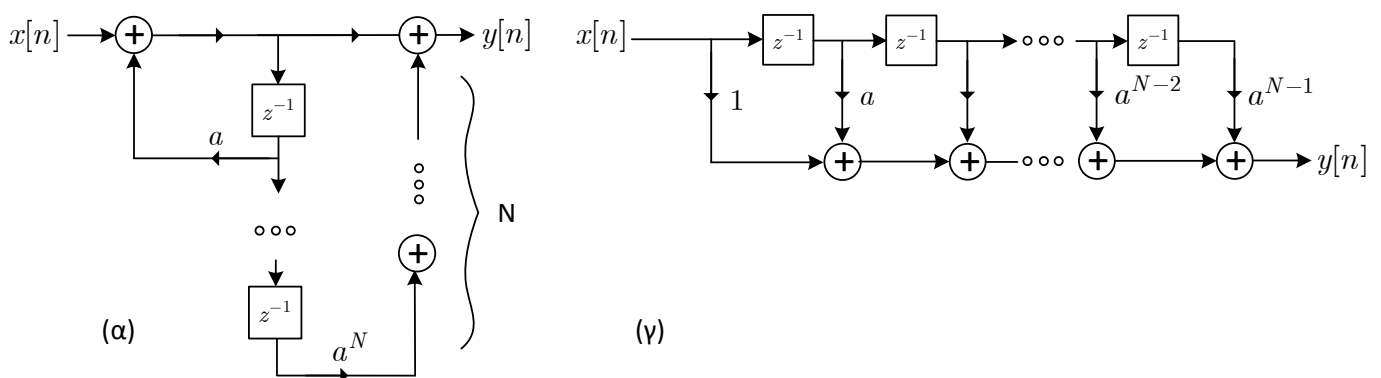 x[n] y[n]
z^{-1}
a
N
z^{-1}
a^N
(α)
x[n] z^{-1} z^{-1} z^{-1}
1 a a^{N-2} a^{N-1}
y[n]
(γ)